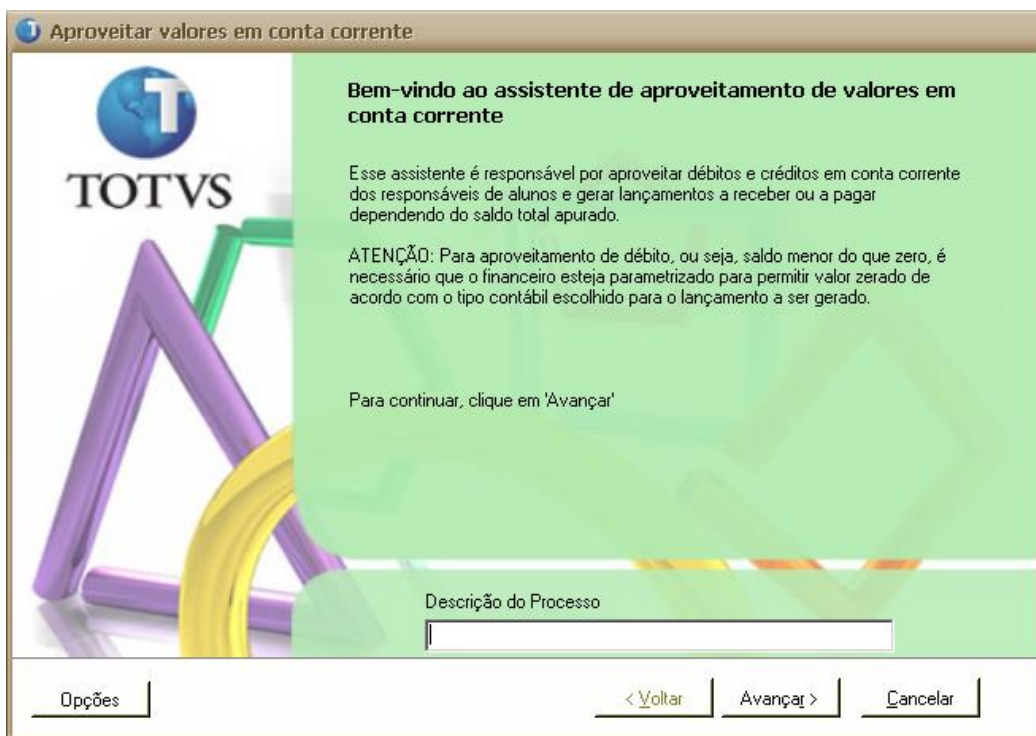 Aproveitar valores em conta corrente
T
TOTVS
Bem-vindo ao assistente de aproveitamento de valores em
conta corrente
Esse assistente é responsável por aproveitar débitos e créditos em conta corrente
dos responsáveis de alunos e gerar lançamentos a receber ou a pagar
dependendo do saldo total apurado.
ATENÇÃO: Para aproveitamento de débito, ou seja, saldo menor do que zero, é
necessário que o financeiro esteja parametrizado para permitir valor zerado de
acordo com o tipo contábil escolhido para o lançamento a ser gerado.
Para continuar, clique em 'Avançar'
Descrição do Processo
Opções
< Voltar
Avançar >
Cancelar